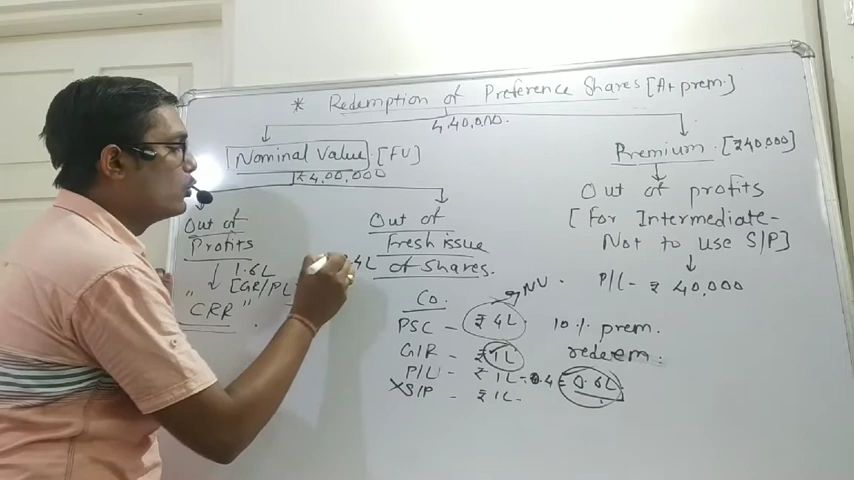 * Redemption of Preference Shares [At prem.]
4,40,000.
Nominal Value. [FV]
₹4,00,000
Premium. [₹40,000]
Out of
Profits
1.6L
[GR/PL
"CRR".
Out of
Fresh issue
of Shares.
4L
Out of profits
[For Intermediate-
Not to use S/P]
P/L - ₹ 40,000
Co.
NV.
PSC - ₹ 4L
10% prem.
redeem.
G/R - ₹ 1L
P/L - ₹ 1L - 0.4 = 0.6L
XS/P - ₹ 1L -